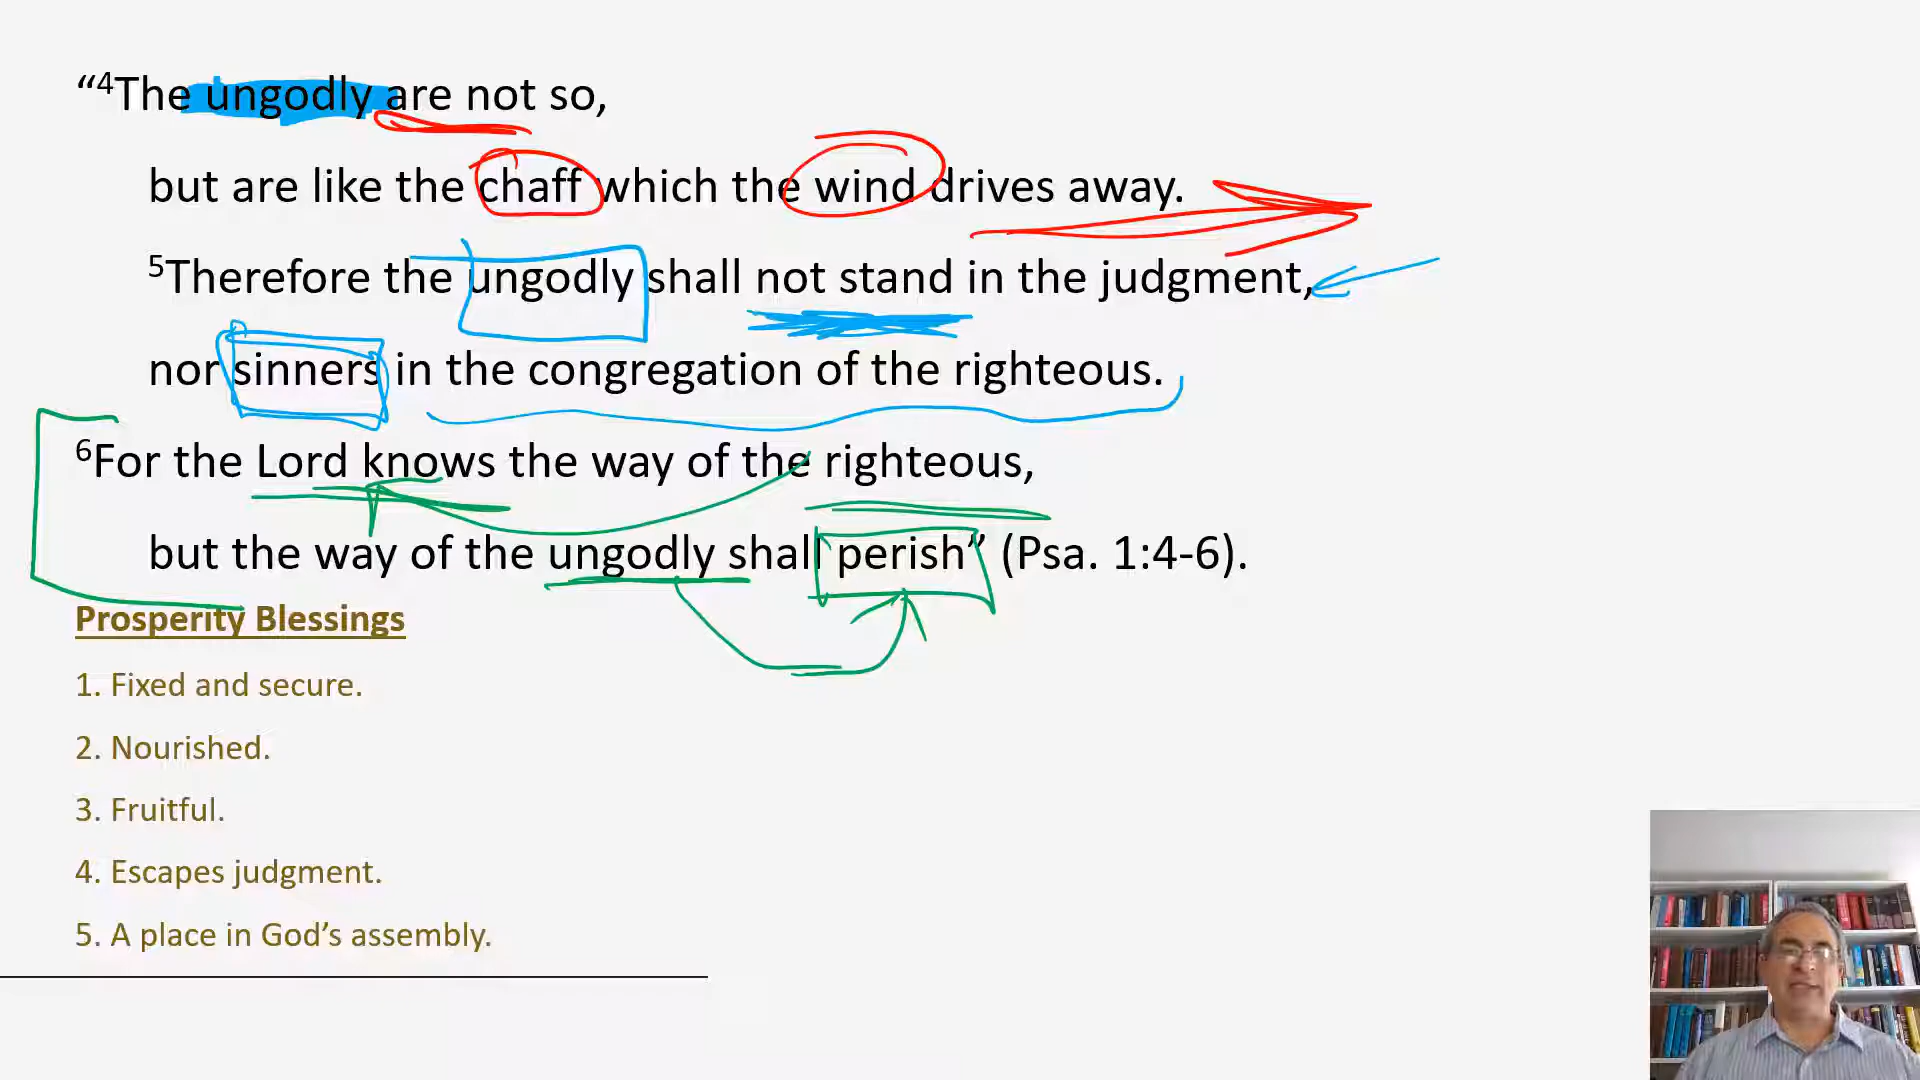 “⁴The ungodly are not so,
but are like the chaff which the wind drives away.
⁵Therefore the ungodly shall not stand in the judgment,
nor sinners in the congregation of the righteous.
⁶For the Lord knows the way of the righteous,
but the way of the ungodly shall perish” (Psa. 1:4-6).
Prosperity Blessings
1. Fixed and secure.
2. Nourished.
3. Fruitful.
4. Escapes judgment.
5. A place in God’s assembly.